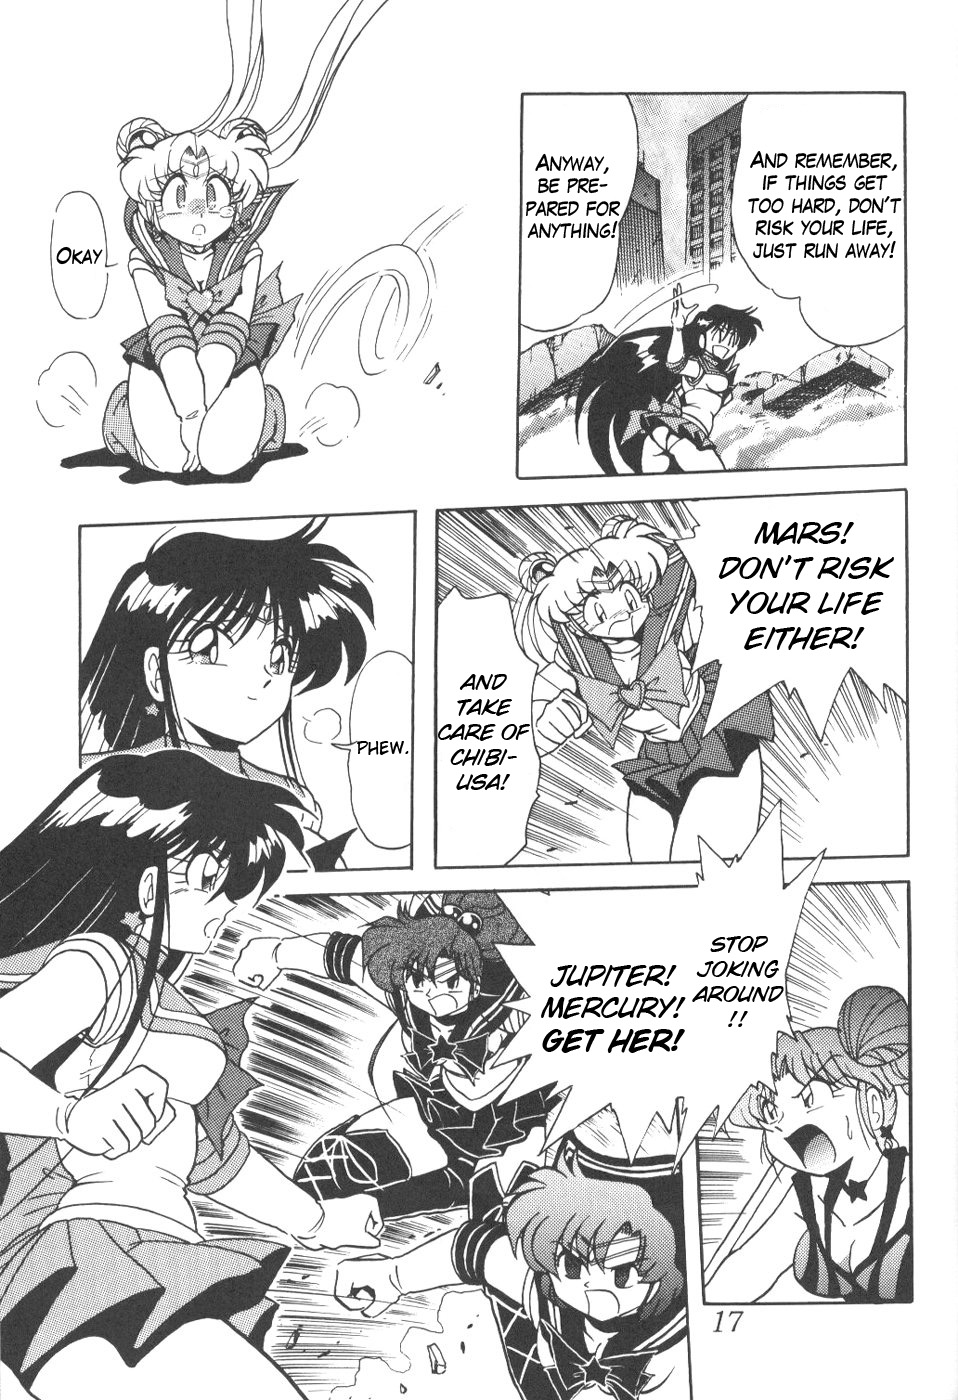 AND REMEMBER,
IF THINGS GET
TOO HARD, DON'T
RISK YOUR LIFE,
JUST RUN AWAY!
ANYWAY,
BE PRE-
PARED FOR
ANYTHING!
OKAY
MARS!
DON'T RISK
YOUR LIFE
EITHER!
AND
TAKE
CARE OF
CHIBI-
USA!
PHEW.
STOP
JOKING
AROUND
!!
JUPITER!
MERCURY!
GET HER!
17